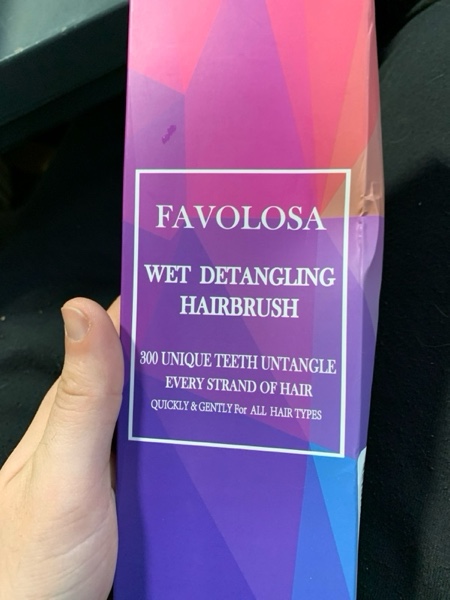 FAVOLOSA
WET DETANGLING
HAIRBRUSH
300 UNIQUE TEETH UNTANGLE
EVERY STRAND OF HAIR
QUICKLY & GENTLY For ALL HAIR TYPES